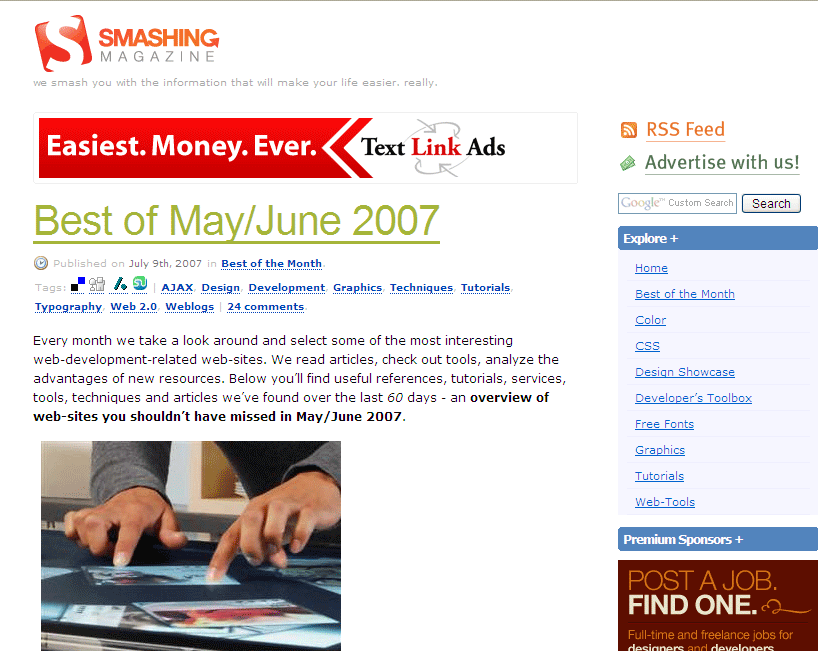 SMASHING
MAGAZINE
we smash you with the information that will make your life easier. really.
Easiest. Money. Ever. Text Link Ads
Best of May/June 2007
Published on July 9th, 2007 in Best of the Month.
Tags: | AJAX, Design, Development, Graphics, Techniques, Tutorials,
Typography, Web 2.0, Weblogs | 24 comments
Every month we take a look around and select some of the most interesting
web-development-related web-sites. We read articles, check out tools, analyze the
advantages of new resources. Below you'll find useful references, tutorials, services,
tools, techniques and articles we've found over the last 60 days - an overview of
web-sites you shouldn't have missed in May/June 2007.
RSS Feed
Advertise with us!
Google™ Custom Search Search
Explore +
Home
Best of the Month
Color
CSS
Design Showcase
Developer's Toolbox
Free Fonts
Graphics
Tutorials
Web-Tools
Premium Sponsors +
POST A JOB.
FIND ONE.
Full-time and freelance jobs for
designers and developers